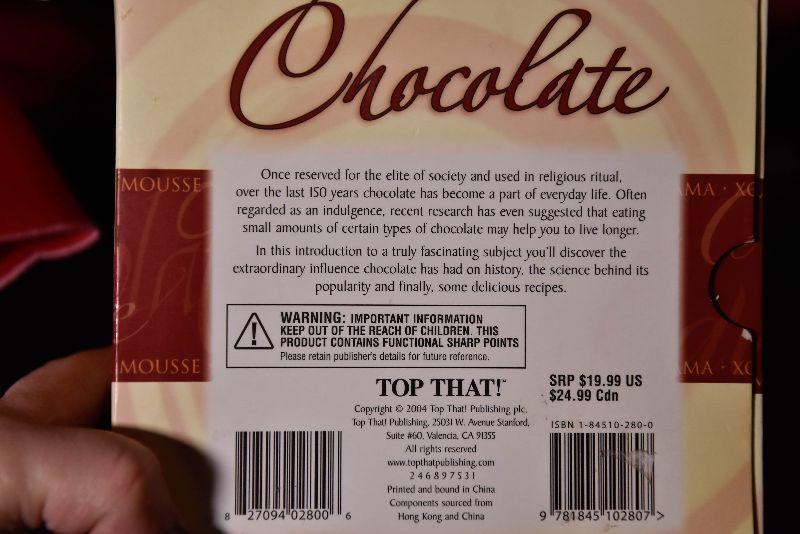 Chocolate
MOUSSE
MA · XO
Once reserved for the elite of society and used in religious ritual,
over the last 150 years chocolate has become a part of everyday life. Often
regarded as an indulgence, recent research has even suggested that eating
small amounts of certain types of chocolate may help you to live longer.
In this introduction to a truly fascinating subject you'll discover the
extraordinary influence chocolate has had on history, the science behind its
popularity and finally, some delicious recipes.
WARNING: IMPORTANT INFORMATION
KEEP OUT OF THE REACH OF CHILDREN. THIS
PRODUCT CONTAINS FUNCTIONAL SHARP POINTS
Please retain publisher's details for future reference.
MOUSSE
AMA · XO
TOP THAT!™
SRP $19.99 US
$24.99 Cdn
Copyright © 2004 Top That! Publishing plc,
Top That! Publishing, 25031 W. Avenue Stanford,
Suite #60, Valencia, CA 91355
All rights reserved
www.topthatpublishing.com
2 4 6 8 9 7 5 3 1
Printed and bound in China
Components sourced from
Hong Kong and China
ISBN 1-84510-280-0
8 27094 02800 6
9 781845 102807 >